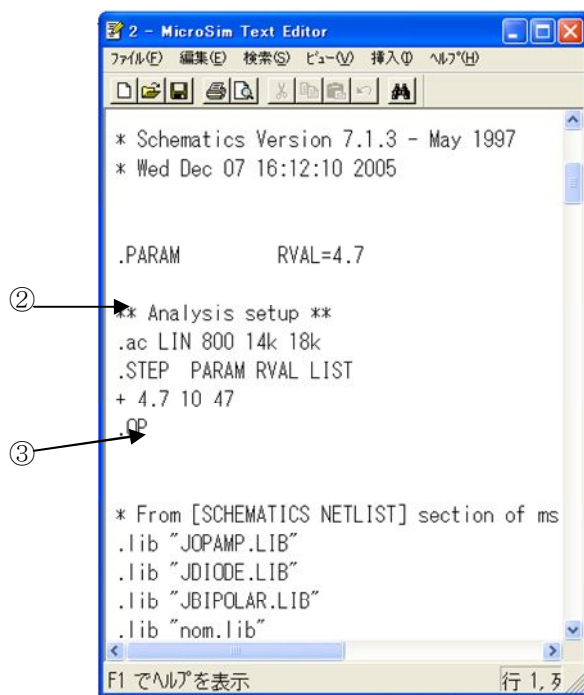 2 - MicroSim Text Editor
ファイル(F) 編集(E) 検索(S) ビュー(V) 挿入(I) ヘルプ(H)
* Schematics Version 7.1.3 - May 1997
* Wed Dec 07 16:12:10 2005
.PARAM RVAL=4.7
②
** Analysis setup **
.ac LIN 800 14k 18k
.STEP PARAM RVAL LIST
+ 4.7 10 47
.OP
③
* From [SCHEMATICS NETLIST] section of ms
.lib "JOPAMP.LIB"
.lib "JDIODE.LIB"
.lib "JBIPOLAR.LIB"
.lib "nom.lib"
F1 でヘルプを表示 行 1, 列